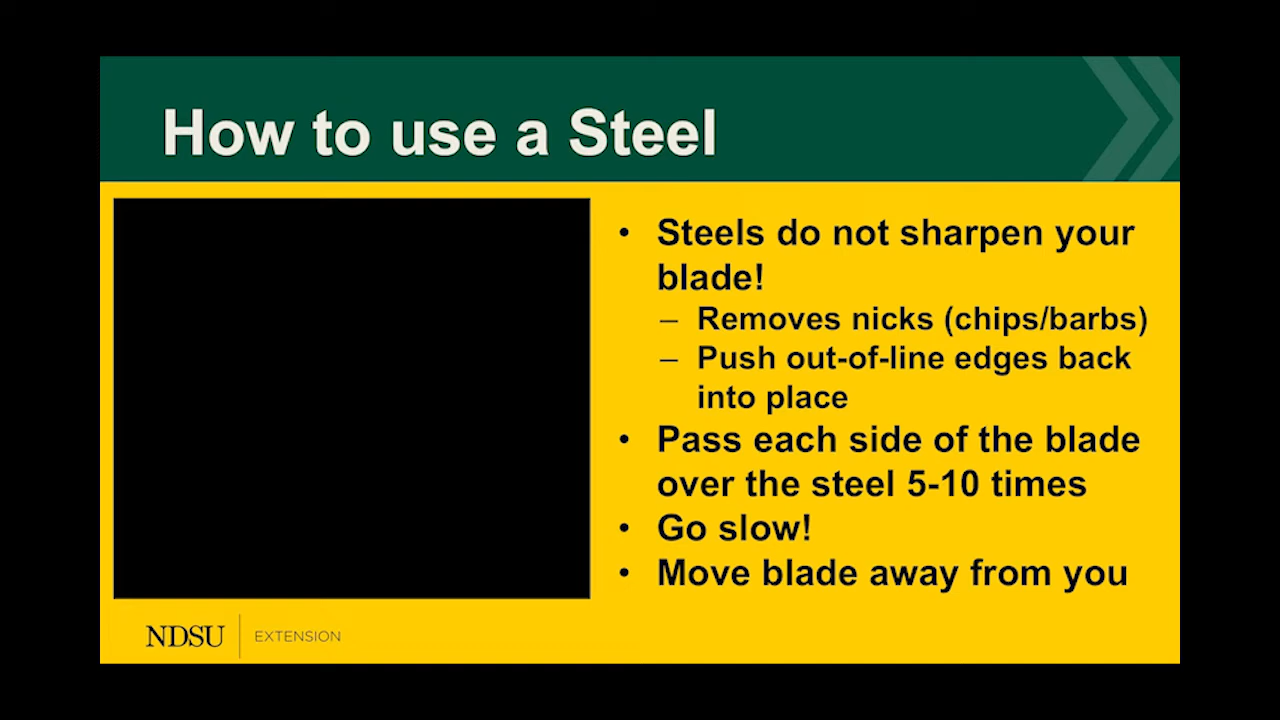 How to use a Steel
• Steels do not sharpen your
blade!
– Removes nicks (chips/barbs)
– Push out-of-line edges back
into place
• Pass each side of the blade
over the steel 5-10 times
• Go slow!
• Move blade away from you
NDSU | EXTENSION